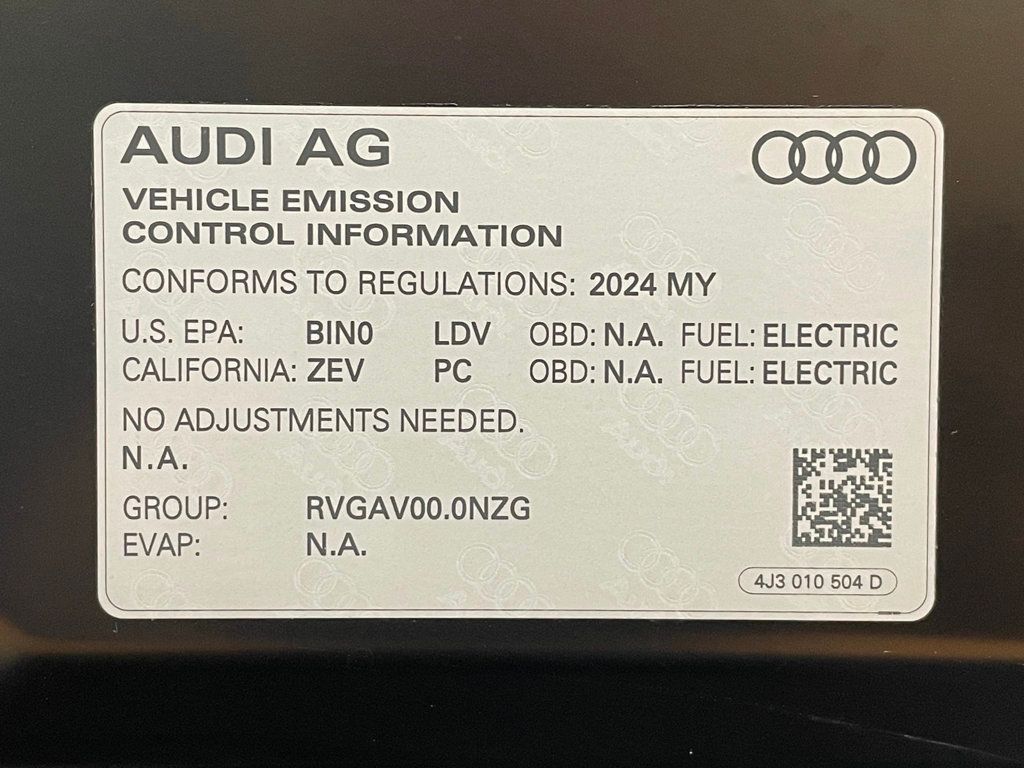 AUDI AG
VEHICLE EMISSION
CONTROL INFORMATION
CONFORMS TO REGULATIONS: 2024 MY
U.S. EPA: BIN0 LDV OBD: N.A. FUEL: ELECTRIC
CALIFORNIA: ZEV PC OBD: N.A. FUEL: ELECTRIC
NO ADJUSTMENTS NEEDED.
N.A.
GROUP: RVGAV00.0NZG
EVAP: N.A.
4J3 010 504 D